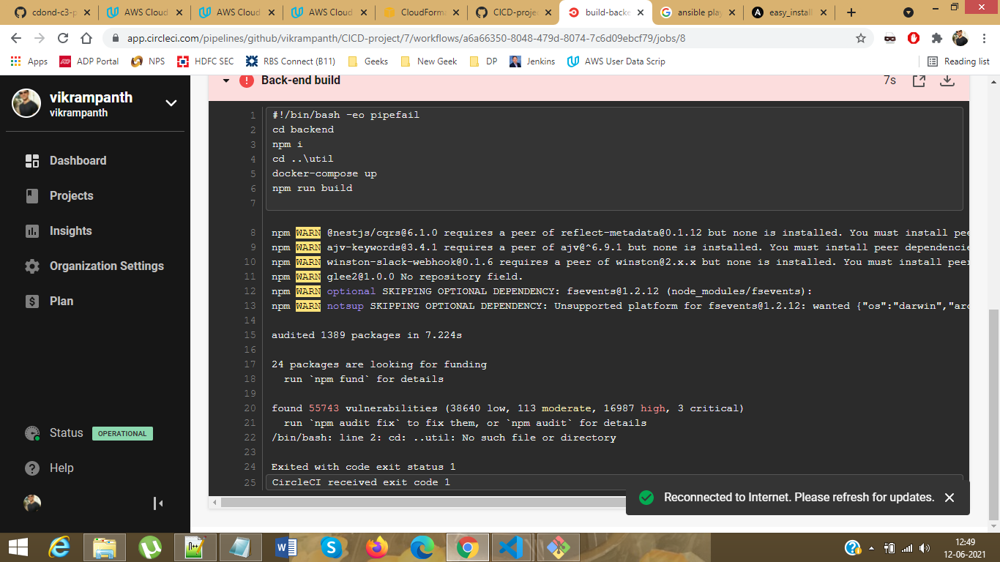 cdond-c3-p
AWS Cloud
AWS Cloud
AWS Cloud
CloudForma
CICD-proje
build-backe
ansible play
easy_install
app.circleci.com/pipelines/github/vikrampanth/CICD-project/7/workflows/a6a66350-8048-479d-8074-7c6d09ebcf79/jobs/8
Apps
ADP Portal
NPS
HDFC SEC
RBS Connect (B11)
Geeks
New Geek
DP
Jenkins
AWS User Data Scrip
Reading list
vikrampanth
vikrampanth
Dashboard
Projects
Insights
Organization Settings
Plan
Status
OPERATIONAL
Help
Back-end build
7s
1 #!/bin/bash -eo pipefail
2 cd backend
3 npm i
4 cd ..\util
5 docker-compose up
6 npm run build
7
8 npm WARN @nestjs/cqrs@6.1.0 requires a peer of reflect-metadata@0.1.12 but none is installed. You must install pee
9 npm WARN ajv-keywords@3.4.1 requires a peer of ajv@^6.9.1 but none is installed. You must install peer dependencie
10 npm WARN winston-slack-webhook@0.1.6 requires a peer of winston@2.x.x but none is installed. You must install peer
11 npm WARN glee2@1.0.0 No repository field.
12 npm WARN optional SKIPPING OPTIONAL DEPENDENCY: fsevents@1.2.12 (node_modules/fsevents):
13 npm WARN notsup SKIPPING OPTIONAL DEPENDENCY: Unsupported platform for fsevents@1.2.12: wanted {"os":"darwin","arc
14
15 audited 1389 packages in 7.224s
16
17 24 packages are looking for funding
18 run `npm fund` for details
19
20 found 55743 vulnerabilities (38640 low, 113 moderate, 16987 high, 3 critical)
21 run `npm audit fix` to fix them, or `npm audit` for details
22 /bin/bash: line 2: cd: ..util: No such file or directory
23
24 Exited with code exit status 1
25 CircleCI received exit code 1
Reconnected to Internet. Please refresh for updates.
12:49
12-06-2021